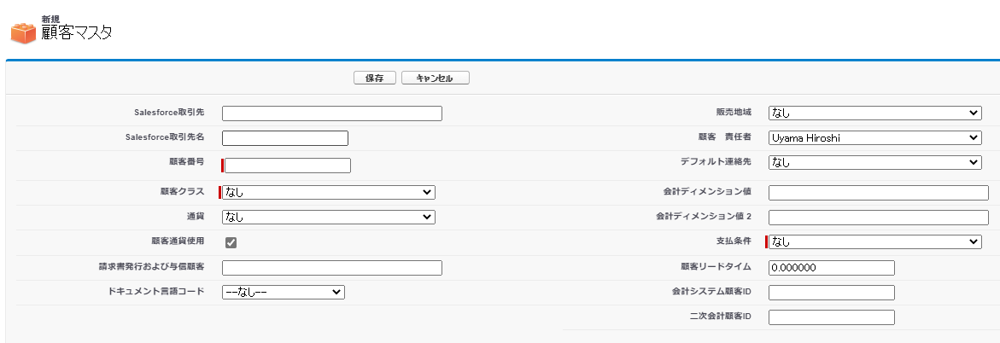 新規
顧客マスタ
保存 キャンセル
Salesforce取引先
Salesforce取引先名
顧客番号
顧客クラス なし
通貨 なし
顧客通貨使用
請求書発行および与信顧客
ドキュメント言語コード --なし--
販売地域 なし
顧客　責任者 Uyama Hiroshi
デフォルト連絡先 なし
会計ディメンション値
会計ディメンション値 2
支払条件 なし
顧客リードタイム 0.000000
会計システム顧客ID
二次会計顧客ID